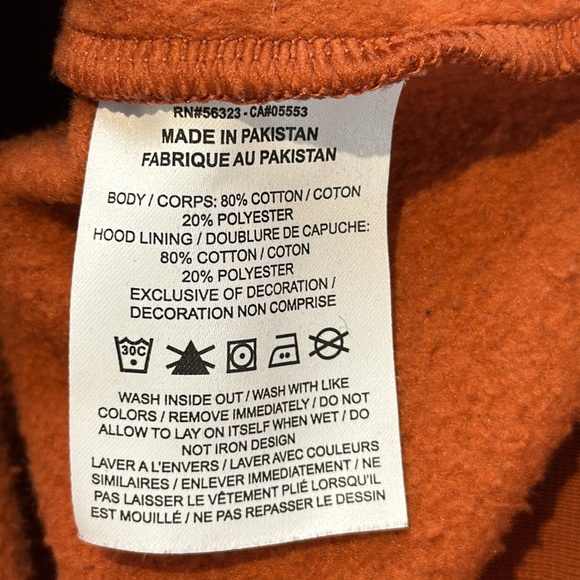 RN#56323-CA#05553
MADE IN PAKISTAN
FABRIQUE AU PAKISTAN
BODY / CORPS: 80% COTTON / COTON
20% POLYESTER
HOOD LINING / DOUBLURE DE CAPUCHE:
80% COTTON / COTON
20% POLYESTER
EXCLUSIVE OF DECORATION /
DECORATION NON COMPRISE
30C
WASH INSIDE OUT / WASH WITH LIKE
COLORS / REMOVE IMMEDIATELY / DO NOT
ALLOW TO LAY ON ITSELF WHEN WET / DO
NOT IRON DESIGN
LAVER A L'ENVERS / LAVER AVEC COULEURS
SIMILAIRES / ENLEVER IMMEDIATEMENT / NE
PAS LAISSER LE VÊTEMENT PLIÉ LORSQU'IL
EST MOUILLÉ / NE PAS REPASSER LE DESSIN